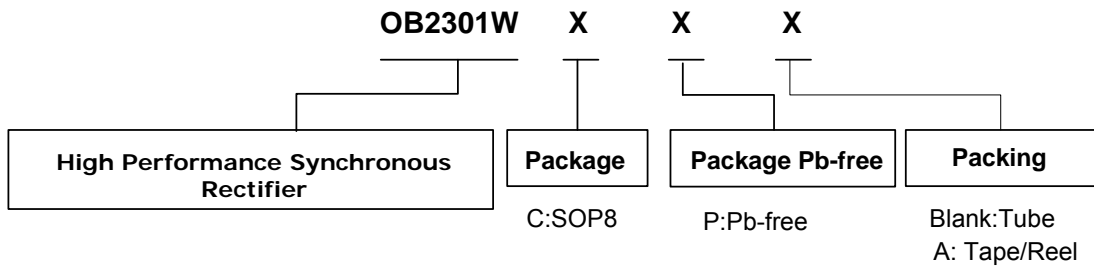 OB2301W X X X
High Performance Synchronous
Rectifier
Package
Package Pb-free
Packing
C:SOP8
P:Pb-free
Blank:Tube
A: Tape/Reel